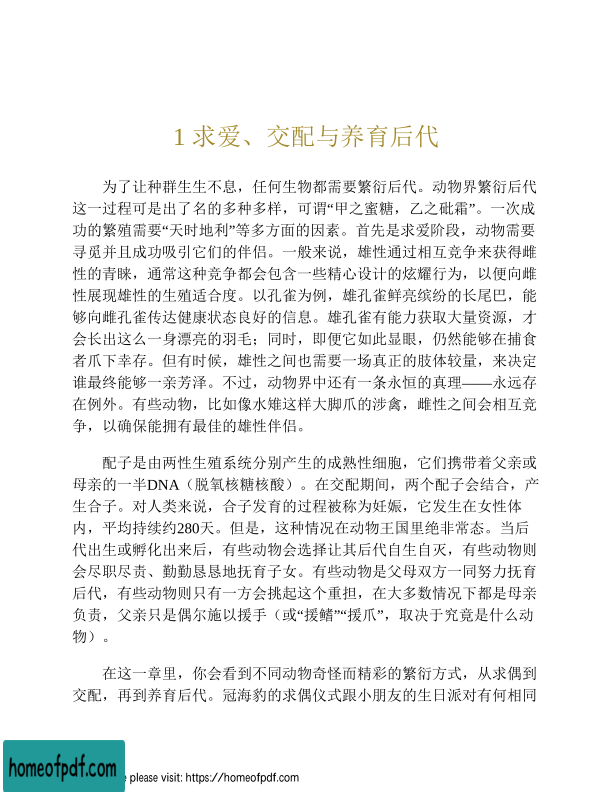 1 求爱、交配与养育后代
为了让种群生生不息，任何生物都需要繁衍后代。动物界繁衍后代
这一过程可是出了名的多种多样，可谓“甲之蜜糖，乙之砒霜”。一次成
功的繁殖需要“天时地利”等多方面的因素。首先是求爱阶段，动物需要
寻觅并且成功吸引它们的伴侣。一般来说，雄性通过相互竞争来获得雌
性的青睐，通常这种竞争都会包含一些精心设计的炫耀行为，以便向雌
性展现雄性的生殖适合度。以孔雀为例，雄孔雀鲜亮缤纷的长尾巴，能
够向雌孔雀传达健康状态良好的信息。雄孔雀有能力获取大量资源，才
会长出这么一身漂亮的羽毛；同时，即便它如此显眼，仍然能够在捕食
者爪下幸存。但有时候，雄性之间也需要一场真正的肢体较量，来决定
谁最终能够一亲芳泽。不过，动物界中还有一条永恒的真理——永远存
在例外。有些动物，比如像水雉这样大脚爪的涉禽，雌性之间会相互竞
争，以确保能拥有最佳的雄性伴侣。
配子是由两性生殖系统分别产生的成熟性细胞，它们携带着父亲或
母亲的一半DNA（脱氧核糖核酸）。在交配期间，两个配子会结合，产
生合子。对人类来说，合子发育的过程被称为妊娠，它发生在女性体
内，平均持续约280天。但是，这种情况在动物王国里绝非常态。当后
代出生或孵化出来后，有些动物会选择让其后代自生自灭，有些动物则
会尽职尽责、勤勤恳恳地抚育子女。有些动物是父母双方一同努力抚育
后代，有些动物则只有一方会挑起这个重担，在大多数情况下都是母亲
负责，父亲只是偶尔施以援手（或“援鳍”“援爪”，取决于究竟是什么动
物）。
在这一章里，你会看到不同动物奇怪而精彩的繁衍方式，从求偶到
交配，再到养育后代。冠海豹的求偶仪式跟小朋友的生日派对有何相同
homeofpdf.com
e please visit: https://homeofpdf.com